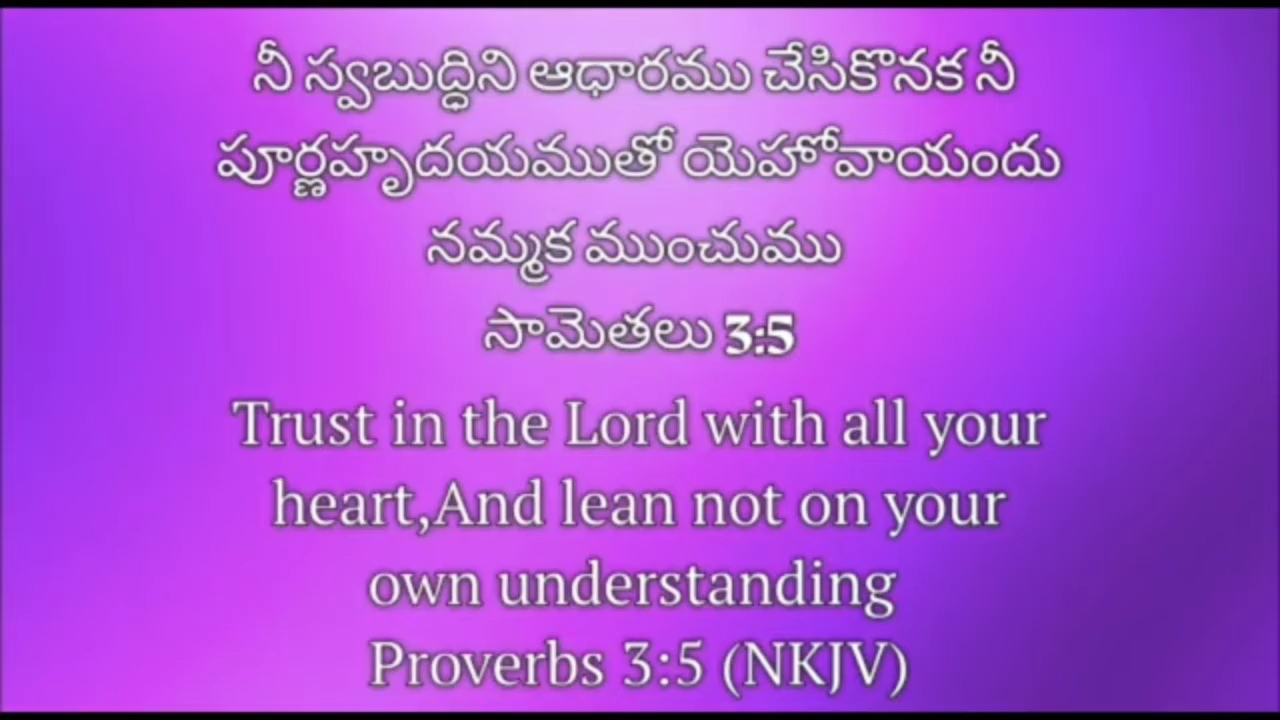 నీ స్వబుద్ధిని ఆధారము చేసికొనక నీ
పూర్ణహృదయముతో యెహోవాయందు
నమ్మక ముంచుము
సామెతలు 3:5
Trust in the Lord with all your
heart,And lean not on your
own understanding
Proverbs 3:5 (NKJV)